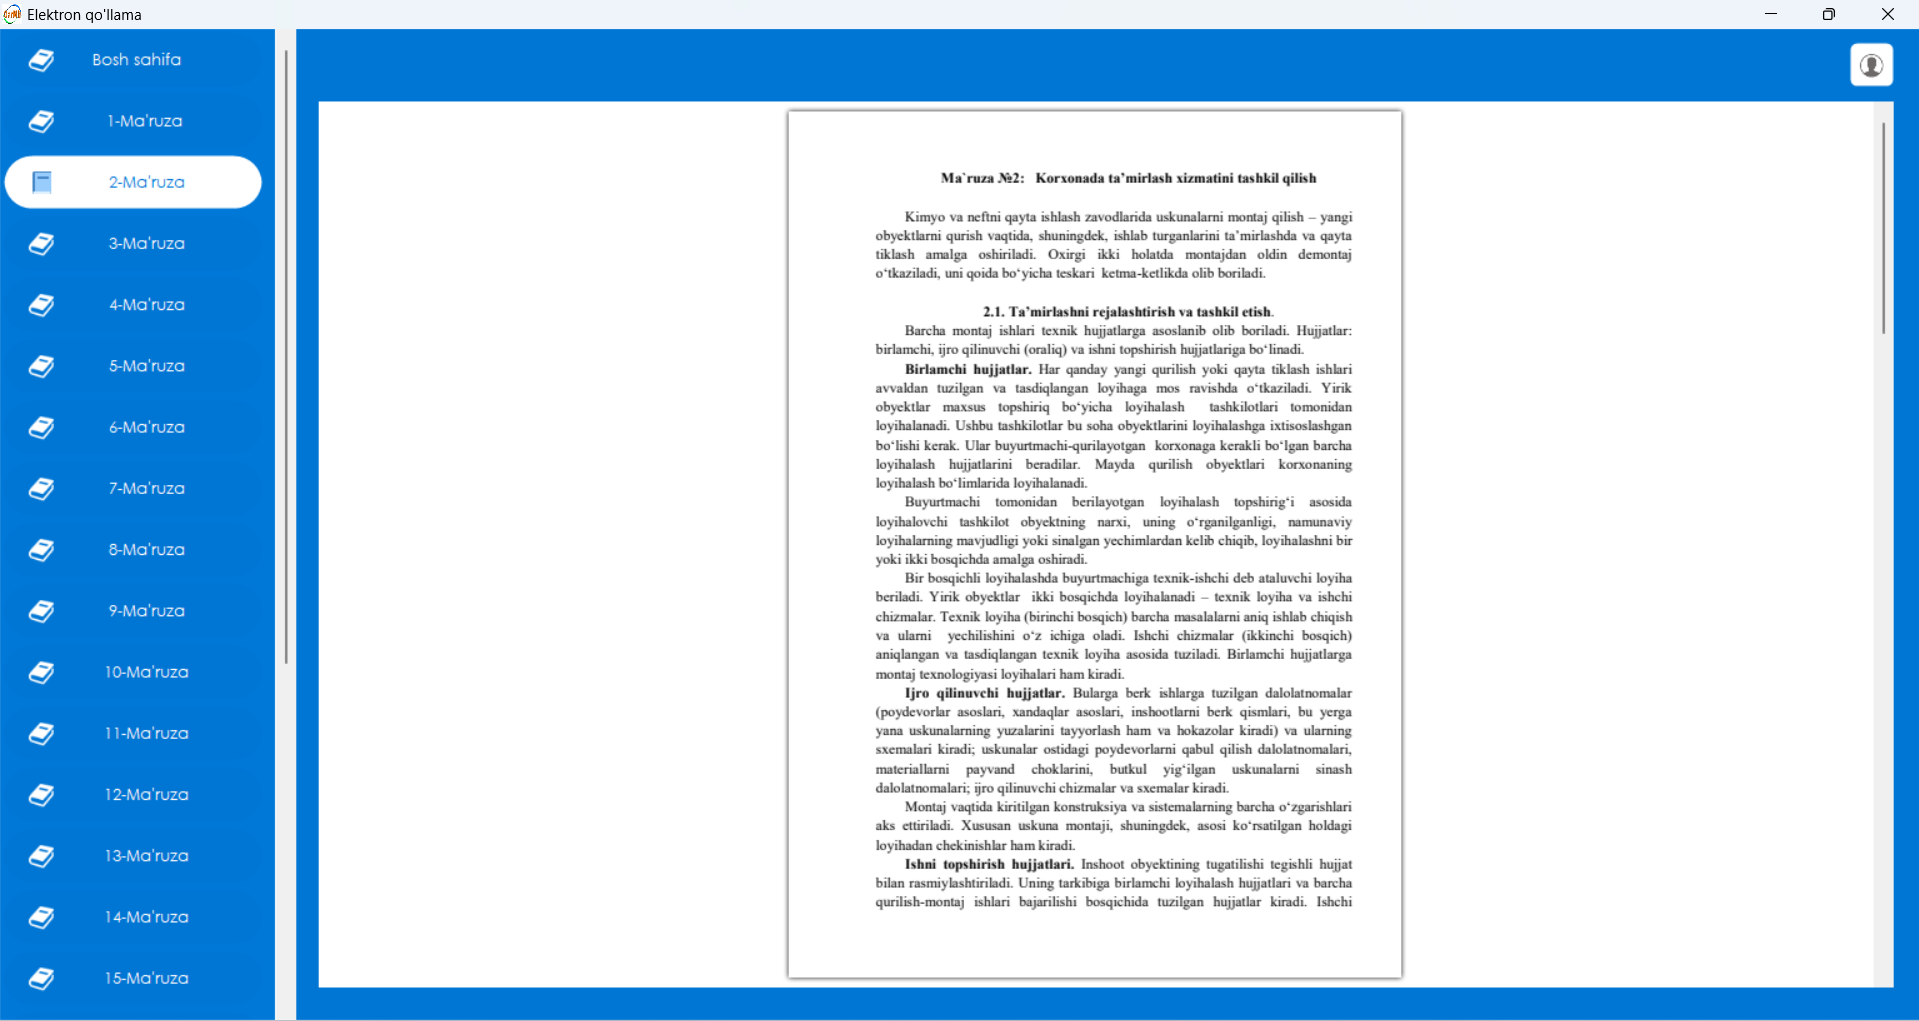 Elektron qo'llama
Bosh sahifa
1-Ma'ruza
2-Ma'ruza
3-Ma'ruza
4-Ma'ruza
5-Ma'ruza
6-Ma'ruza
7-Ma'ruza
8-Ma'ruza
9-Ma'ruza
10-Ma'ruza
11-Ma'ruza
12-Ma'ruza
13-Ma'ruza
14-Ma'ruza
15-Ma'ruza
Ma`ruza №2: Korxonada ta’mirlash xizmatini tashkil qilish
Kimyo va neftni qayta ishlash zavodlarida uskunalarni montaj qilish – yangi
obyektlarni qurish vaqtida, shuningdek, ishlab turganlarini ta’mirlashda va qayta
tiklash amalga oshiriladi. Oxirgi ikki holatda montajdan oldin demontaj
o‘tkaziladi, uni qoida bo‘yicha teskari ketma-ketlikda olib boriladi.
2.1. Ta’mirlashni rejalashtirish va tashkil etish.
Barcha montaj ishlari texnik hujjatlarga asoslanib olib boriladi. Hujjatlar:
birlamchi, ijro qilinuvchi (oraliq) va ishni topshirish hujjatlariga bo‘linadi.
Birlamchi hujjatlar. Har qanday yangi qurilish yoki qayta tiklash ishlari
avvaldan tuzilgan va tasdiqlangan loyihaga mos ravishda o‘tkaziladi. Yirik
obyektlar maxsus topshiriq bo‘yicha loyihalash tashkilotlari tomonidan
loyihalanadi. Ushbu tashkilotlar bu soha obyektlarini loyihalashga ixtisoslashgan
bo‘lishi kerak. Ular buyurtmachi-qurilayotgan korxonaga kerakli bo‘lgan barcha
loyihalash hujjatlarini beradilar. Mayda qurilish obyektlari korxonaning
loyihalash bo‘limlarida loyihalanadi.
Buyurtmachi tomonidan berilayotgan loyihalash topshirig‘i asosida
loyihalovchi tashkilot obyektning narxi, uning o‘rganilganligi, namunaviy
loyihalarning mavjudligi yoki sinalgan yechimlardan kelib chiqib, loyihalashni bir
yoki ikki bosqichda amalga oshiradi.
Bir bosqichli loyihalashda buyurtmachiga texnik-ishchi deb ataluvchi loyiha
beriladi. Yirik obyektlar ikki bosqichda loyihalanadi – texnik loyiha va ishchi
chizmalar. Texnik loyiha (birinchi bosqich) barcha masalalarni aniq ishlab chiqish
va ularni yechilishini o‘z ichiga oladi. Ishchi chizmalar (ikkinchi bosqich)
aniqlangan va tasdiqlangan texnik loyiha asosida tuziladi. Birlamchi hujjatlarga
montaj texnologiyasi loyihalari ham kiradi.
Ijro qilinuvchi hujjatlar. Bularga berk ishlarga tuzilgan dalolatnomalar
(poydevorlar asoslari, xandaqlar asoslari, inshootlarni berk qismlari, bu yerga
yana uskunalarning yuzalarini tayyorlash ham va hokazolar kiradi) va ularning
sxemalari kiradi; uskunalar ostidagi poydevorlarni qabul qilish dalolatnomalari,
materiallarni payvand choklarini, butkul yig‘ilgan uskunalarni sinash
dalolatnomalari; ijro qilinuvchi chizmalar va sxemalar kiradi.
Montaj vaqtida kiritilgan konstruksiya va sistemalarning barcha o‘zgarishlari
aks ettiriladi. Xususan uskuna montaji, shuningdek, asosi ko‘rsatilgan holdagi
loyihadan chekinishlar ham kiradi.
Ishni topshirish hujjatlari. Inshoot obyektining tugatilishi tegishli hujjat
bilan rasmiylashtiriladi. Uning tarkibiga birlamchi loyihalash hujjatlari va barcha
qurilish-montaj ishlari bajarilishi bosqichida tuzilgan hujjatlar kiradi. Ishchi